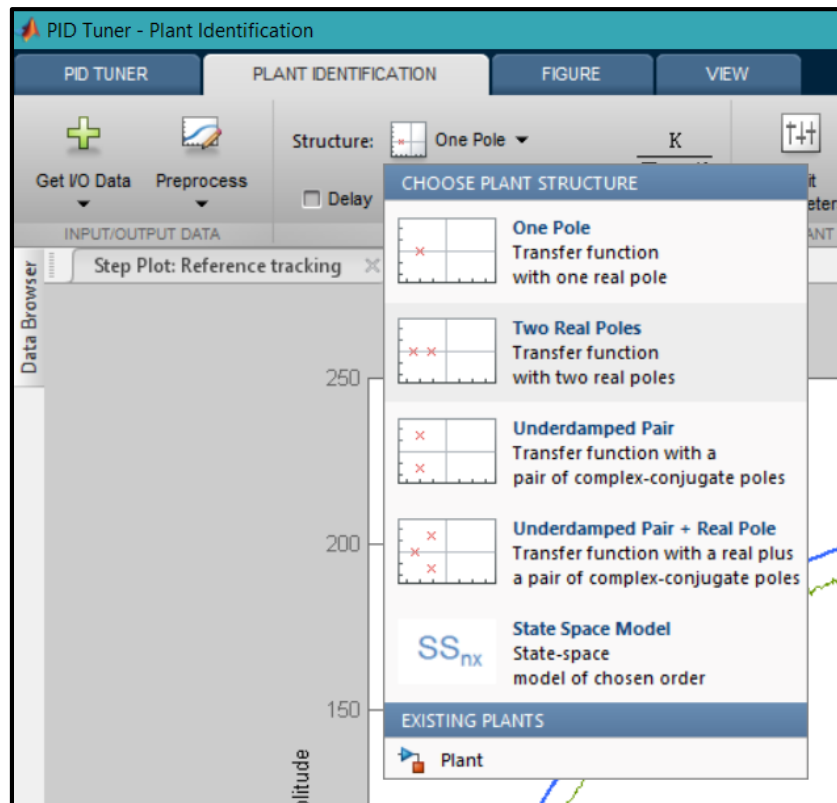 PID Tuner - Plant Identification
PID TUNER
PLANT IDENTIFICATION
FIGURE
VIEW
Get I/O Data
Preprocess
Structure:
One Pole
K
Delay
INPUT/OUTPUT DATA
CHOOSE PLANT STRUCTURE
One Pole
Transfer function
with one real pole
Two Real Poles
Transfer function
with two real poles
Underdamped Pair
Transfer function with a
pair of complex-conjugate poles
Underdamped Pair + Real Pole
Transfer function with a real plus
a pair of complex-conjugate poles
SSnx
State Space Model
State-space
model of chosen order
EXISTING PLANTS
Plant
Data Browser
Step Plot: Reference tracking
250
200
150